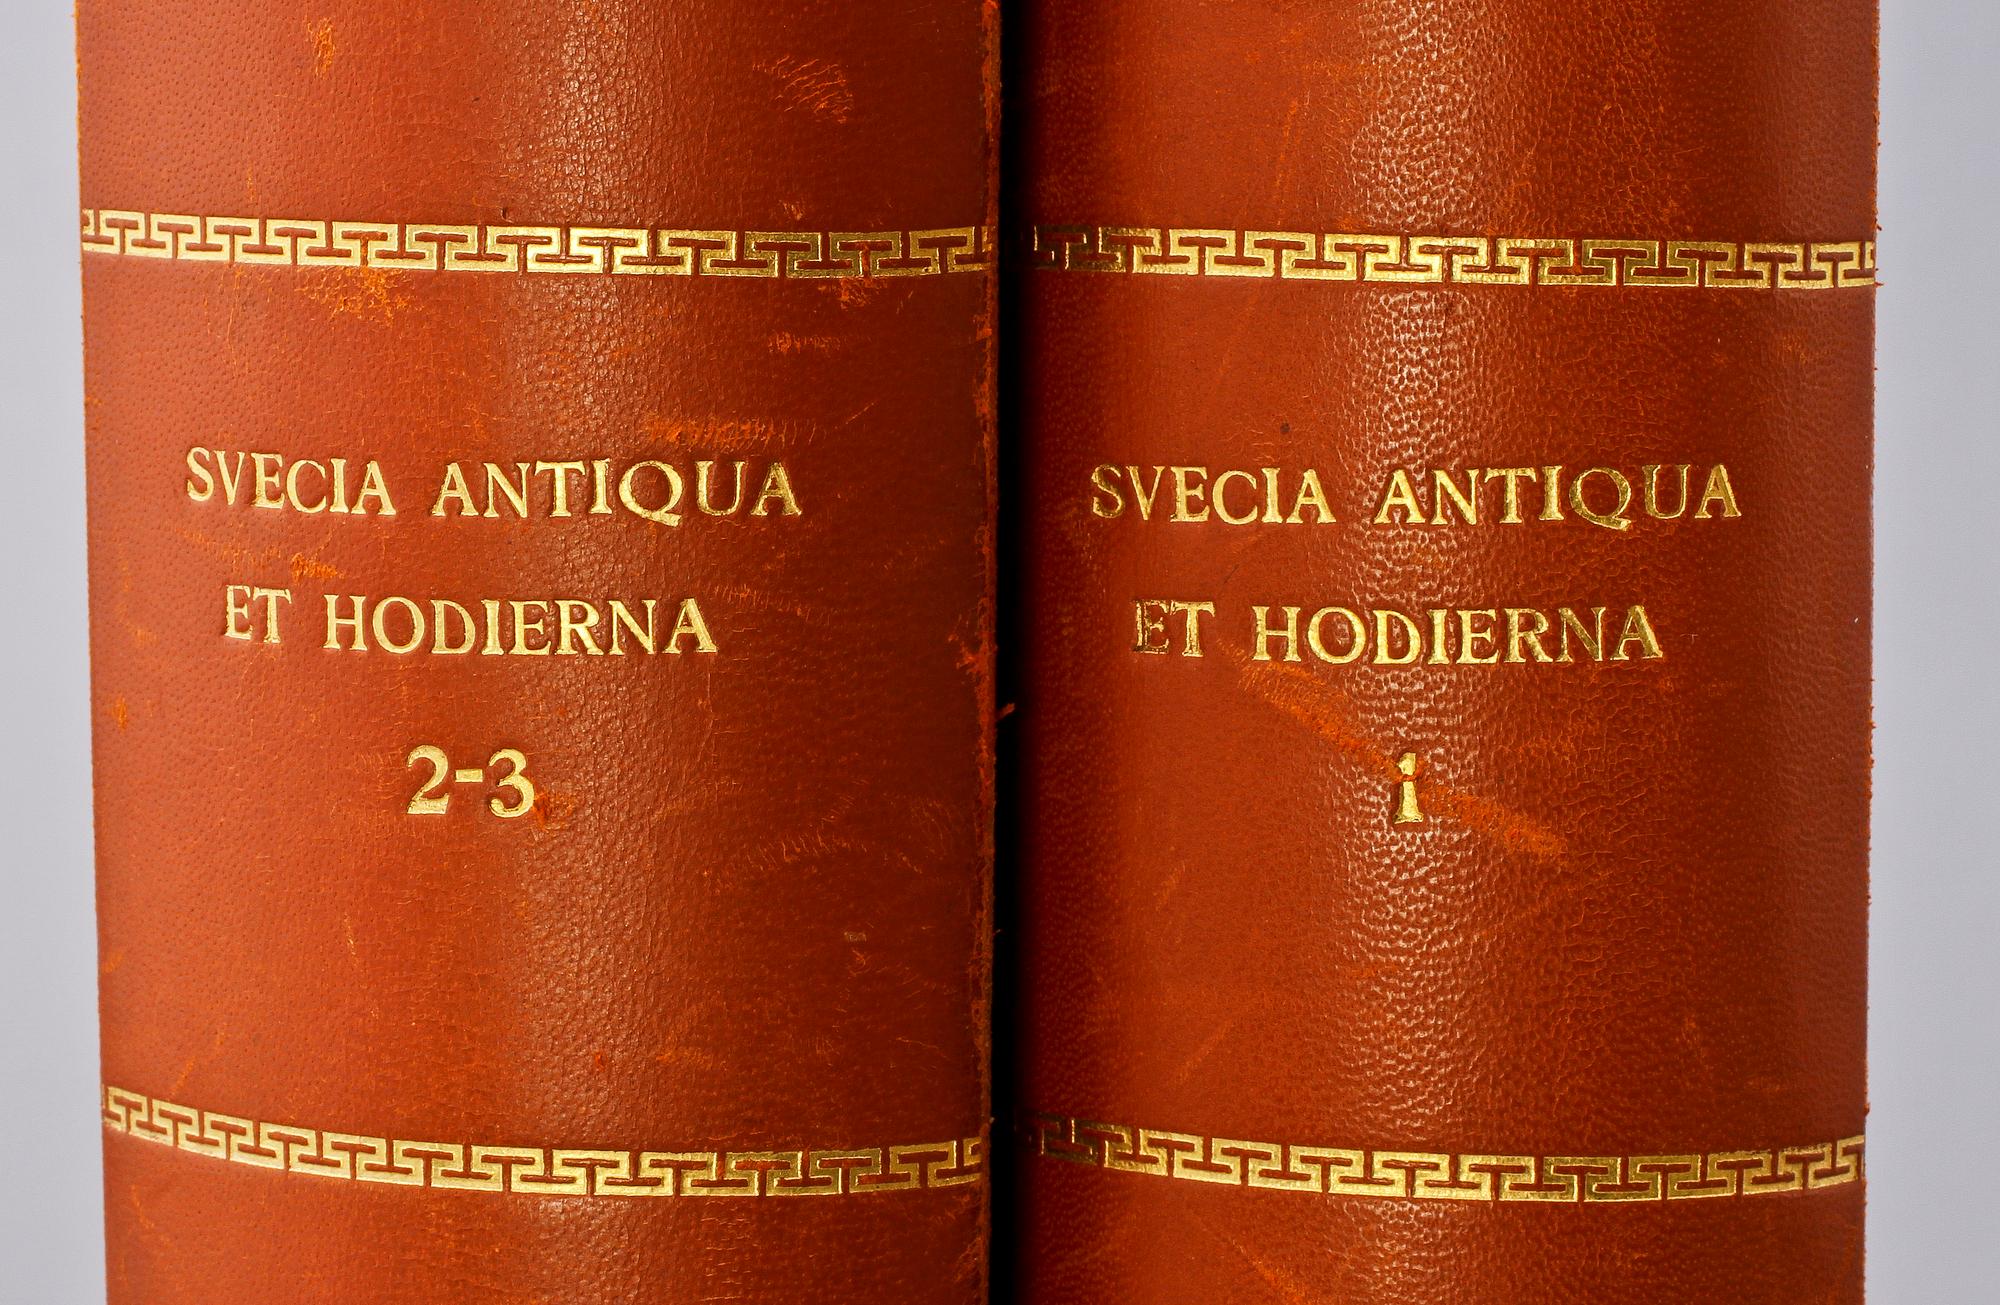 SVECIA ANTIQUA
ET HODIERNA
2-3
SVECIA ANTIQUA
ET HODIERNA
1